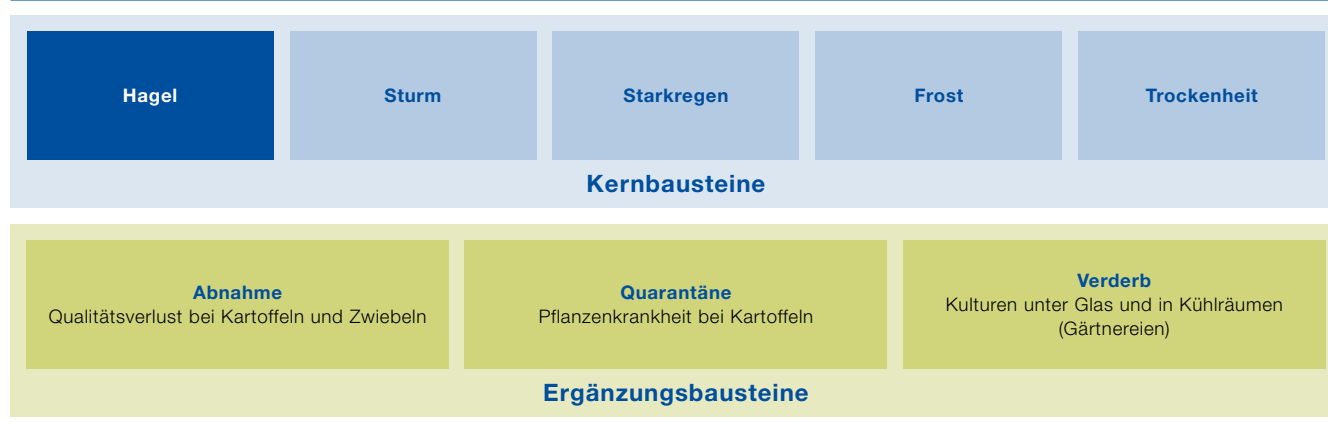 Hagel
Sturm
Starkregen
Frost
Trockenheit
Kernbausteine
Abnahme
Qualitätsverlust bei Kartoffeln und Zwiebeln
Quarantäne
Pflanzenkrankheit bei Kartoffeln
Verderb
Kulturen unter Glas und in Kühlräumen
(Gärtnereien)
Ergänzungsbausteine